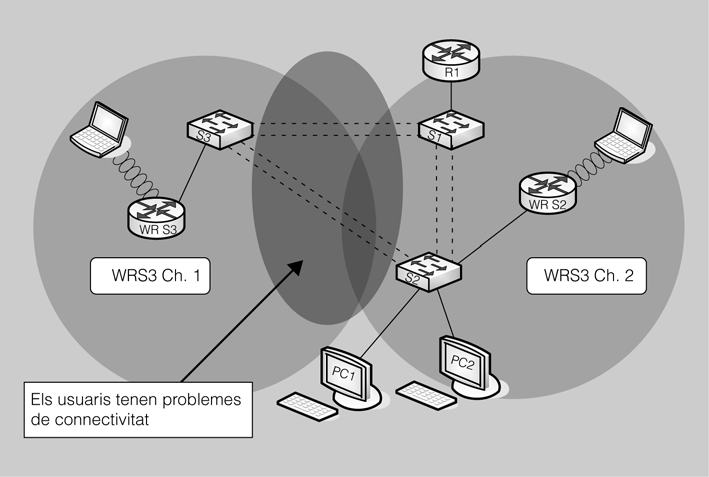 R1
S3
S1
WR S3
WR S2
WRS3 Ch. 1
S2
WRS3 Ch. 2
PC1
PC2
Els usuaris tenen problemes
de connectivitat